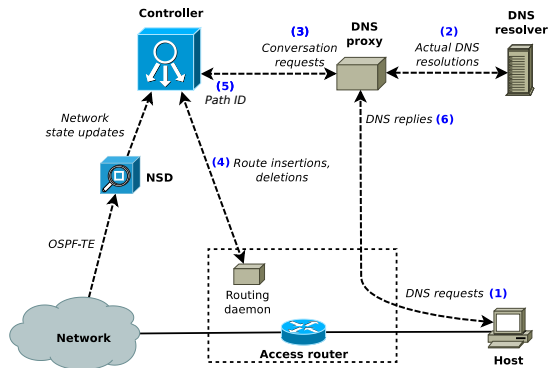 Controller
DNS
proxy
DNS
resolver
(3)
Conversation
requests
(2)
Actual DNS
resolutions
(5)
Path ID
Network
state updates
DNS replies (6)
(4) Route insertions,
deletions
NSD
OSPF-TE
Routing
daemon
DNS requests (1)
Network
Access router
Host